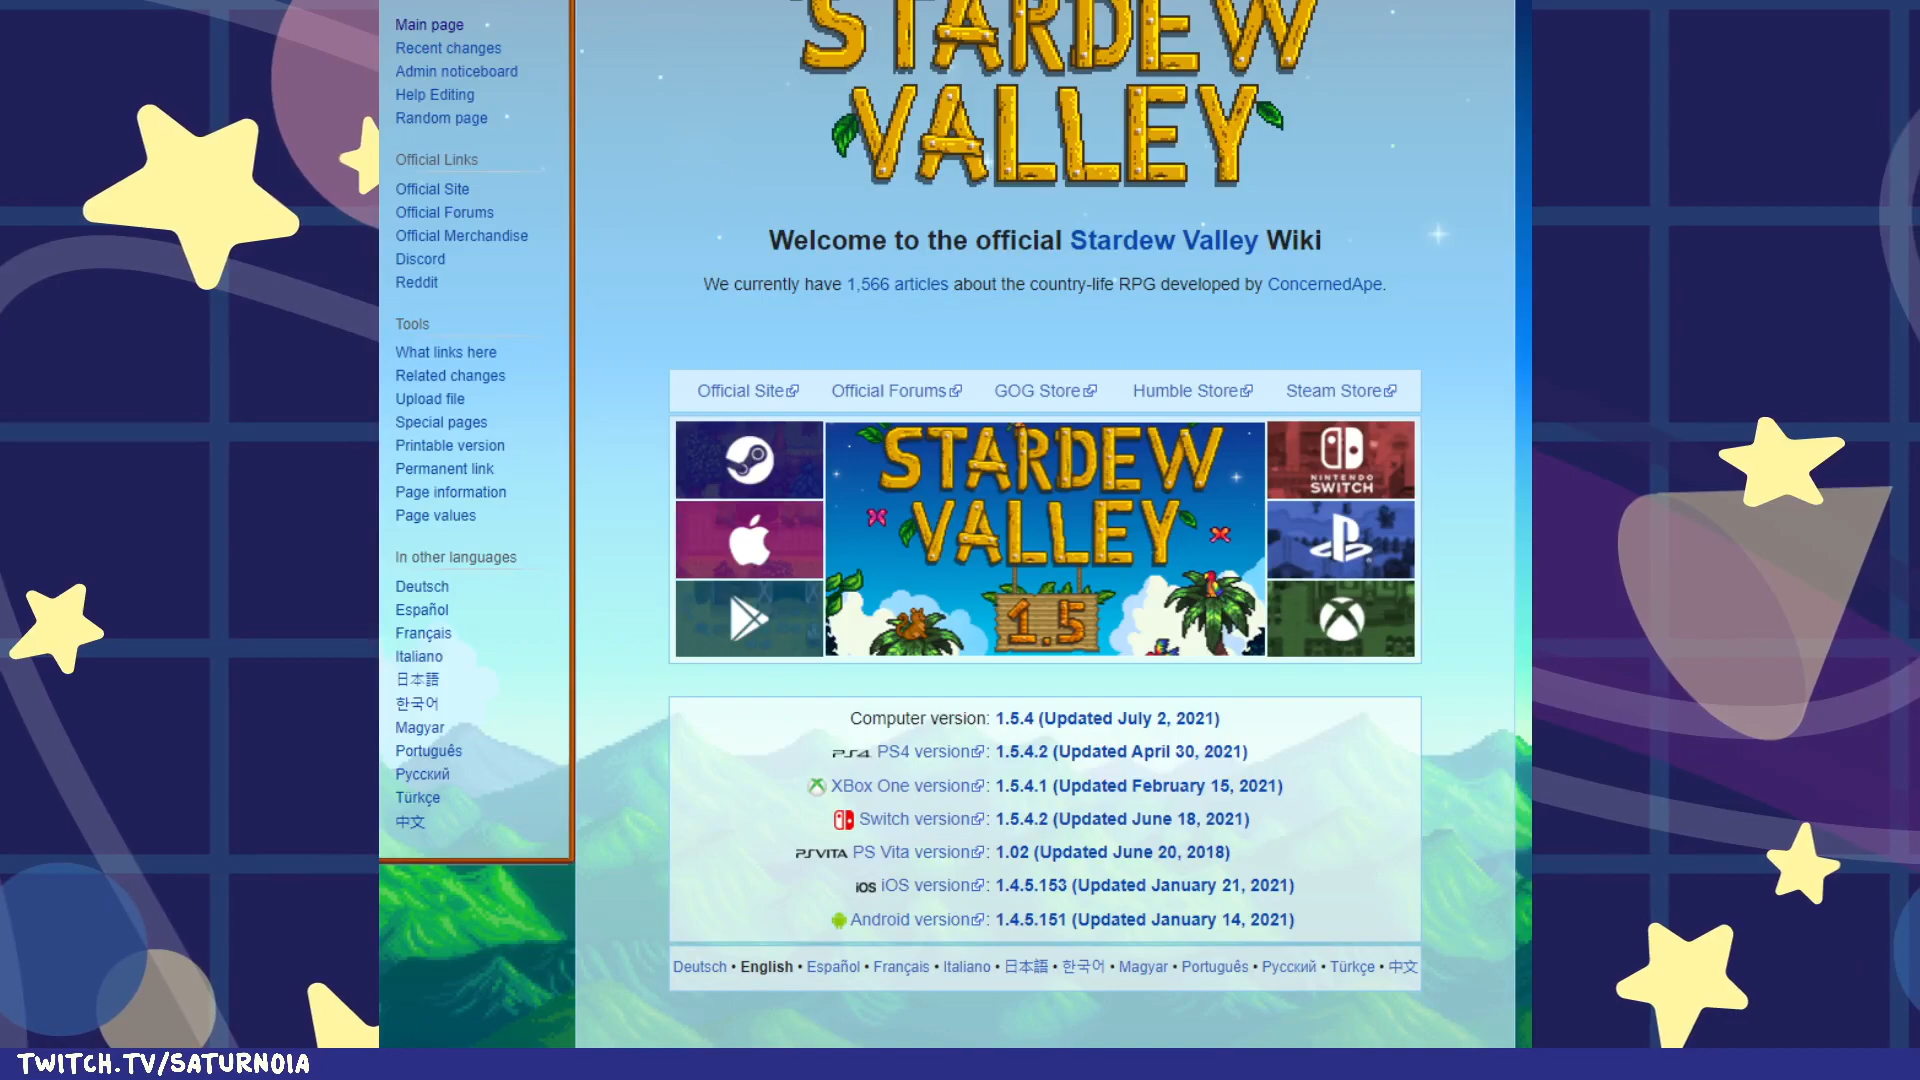 Main page
Recent changes
Admin noticeboard
Help Editing
Random page
Official Links
Official Site
Official Forums
Official Merchandise
Discord
Reddit
Tools
What links here
Related changes
Upload file
Special pages
Printable version
Permanent link
Page information
Page values
In other languages
Deutsch
Español
Français
Italiano
日本語
한국어
Magyar
Português
Русский
Türkçe
中文
STARDEW
VALLEY
Welcome to the official Stardew Valley Wiki
We currently have 1,566 articles about the country-life RPG developed by ConcernedApe.
Official Site Official Forums GOG Store Humble Store Steam Store
STARDEW
VALLEY
1.5
NINTENDO
SWITCH
Computer version: 1.5.4 (Updated July 2, 2021)
PS4 PS4 version: 1.5.4.2 (Updated April 30, 2021)
XBox One version: 1.5.4.1 (Updated February 15, 2021)
Switch version: 1.5.4.2 (Updated June 18, 2021)
PSVITA PS Vita version: 1.02 (Updated June 20, 2018)
iOS iOS version: 1.4.5.153 (Updated January 21, 2021)
Android version: 1.4.5.151 (Updated January 14, 2021)
Deutsch • English • Español • Français • Italiano • 日本語 • 한국어 • Magyar • Português • Русский • Türkçe • 中文
TWITCH.TV/SATURNOIA